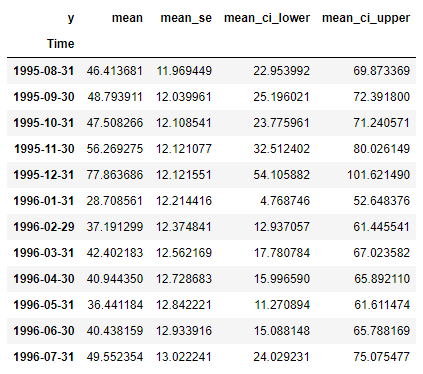 y mean mean_se mean_ci_lower mean_ci_upper
Time
1995-08-31 46.413681 11.969449 22.953992 69.873369
1995-09-30 48.793911 12.039961 25.196021 72.391800
1995-10-31 47.508266 12.108541 23.775961 71.240571
1995-11-30 56.269275 12.121077 32.512402 80.026149
1995-12-31 77.863686 12.121551 54.105882 101.621490
1996-01-31 28.708561 12.214416 4.768746 52.648376
1996-02-29 37.191299 12.374841 12.937057 61.445541
1996-03-31 42.402183 12.562169 17.780784 67.023582
1996-04-30 40.944350 12.728683 15.996590 65.892110
1996-05-31 36.441184 12.842221 11.270894 61.611474
1996-06-30 40.438159 12.933916 15.088148 65.788169
1996-07-31 49.552354 13.022241 24.029231 75.075477